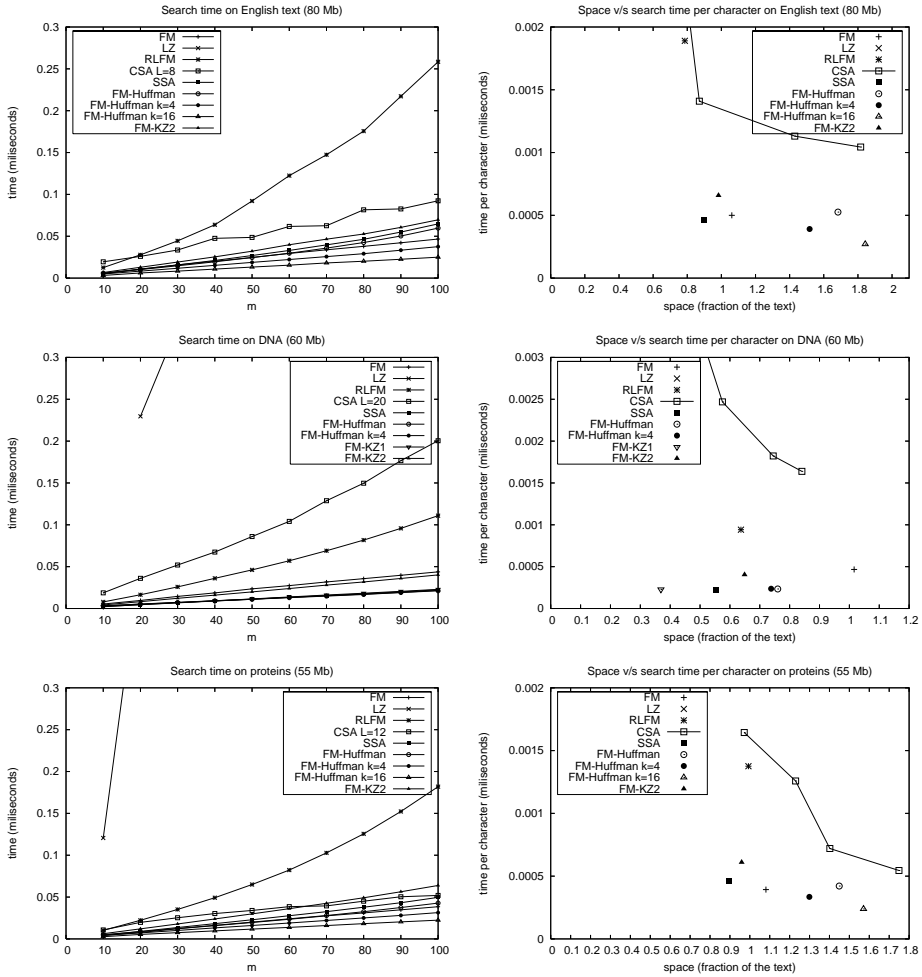 Search time on English text (80 Mb)
time (miliseconds)
0.3
0.25
0.2
0.15
0.1
0.05
0
FM
LZ
RLFM
CSA L=8
SSA
FM-Huffman
FM-Huffman k=4
FM-Huffman k=16
FM-KZ2
0 10 20 30 40 50 60 70 80 90 100
m
Space v/s search time per character on English text (80 Mb)
time per character (miliseconds)
0.002
0.0015
0.001
0.0005
0
FM
LZ
RLFM
CSA
SSA
FM-Huffman
FM-Huffman k=4
FM-Huffman k=16
FM-KZ2
0 0.2 0.4 0.6 0.8 1 1.2 1.4 1.6 1.8 2
space (fraction of the text)
Search time on DNA (60 Mb)
time (miliseconds)
0.3
0.25
0.2
0.15
0.1
0.05
0
FM
LZ
RLFM
CSA L=20
SSA
FM-Huffman
FM-Huffman k=4
FM-KZ1
FM-KZ2
0 10 20 30 40 50 60 70 80 90 100
m
Space v/s search time per character on DNA (60 Mb)
time per character (miliseconds)
0.003
0.0025
0.002
0.0015
0.001
0.0005
0
FM
LZ
RLFM
CSA
SSA
FM-Huffman
FM-Huffman k=4
FM-KZ1
FM-KZ2
0 0.1 0.2 0.3 0.4 0.5 0.6 0.7 0.8 0.9 1 1.1 1.2
space (fraction of the text)
Search time on proteins (55 Mb)
time (miliseconds)
0.3
0.25
0.2
0.15
0.1
0.05
0
FM
LZ
RLFM
CSA L=12
SSA
FM-Huffman
FM-Huffman k=4
FM-Huffman k=16
FM-KZ2
0 10 20 30 40 50 60 70 80 90 100
m
Space v/s search time per character on proteins (55 Mb)
time per character (miliseconds)
0.002
0.0015
0.001
0.0005
0
FM
LZ
RLFM
CSA
SSA
FM-Huffman
FM-Huffman k=4
FM-Huffman k=16
FM-KZ2
0 0.1 0.2 0.3 0.4 0.5 0.6 0.7 0.8 0.9 1 1.1 1.2 1.3 1.4 1.5 1.6 1.7 1.8
space (fraction of the text)